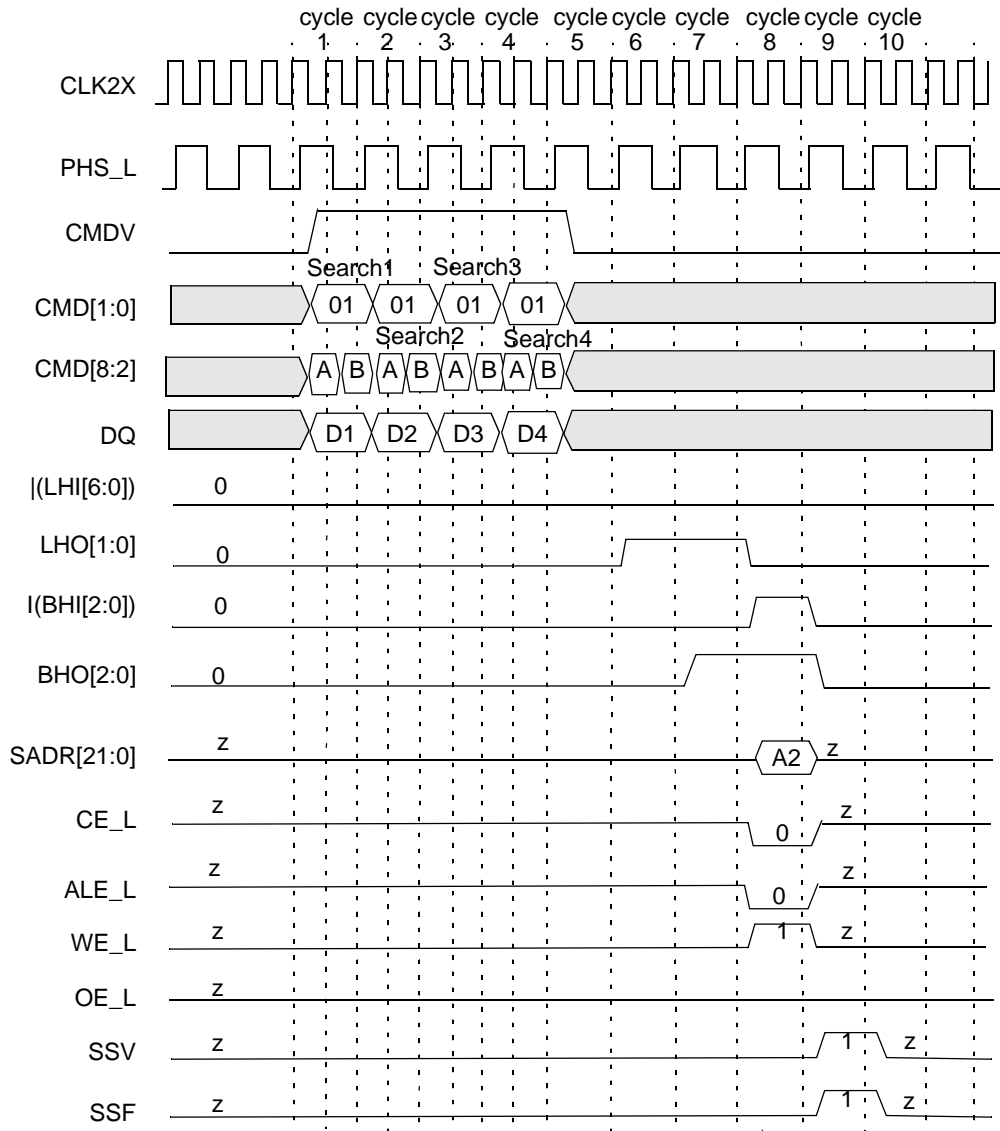 cycle cycle cycle cycle cycle cycle cycle cycle cycle cycle
1 2 3 4 5 6 7 8 9 10
CLK2X
PHS_L
CMDV
Search1 Search3
CMD[1:0] 01 01 01 01
Search2 Search4
CMD[8:2] A B A B A B A B
DQ D1 D2 D3 D4
|(LHI[6:0]) 0
LHO[1:0] 0
I(BHI[2:0]) 0
BHO[2:0] 0
SADR[21:0] z A2 z
CE_L z 0 z
ALE_L z 0 z
WE_L z 1 z
OE_L z
SSV z 1 z
SSF z 1 z